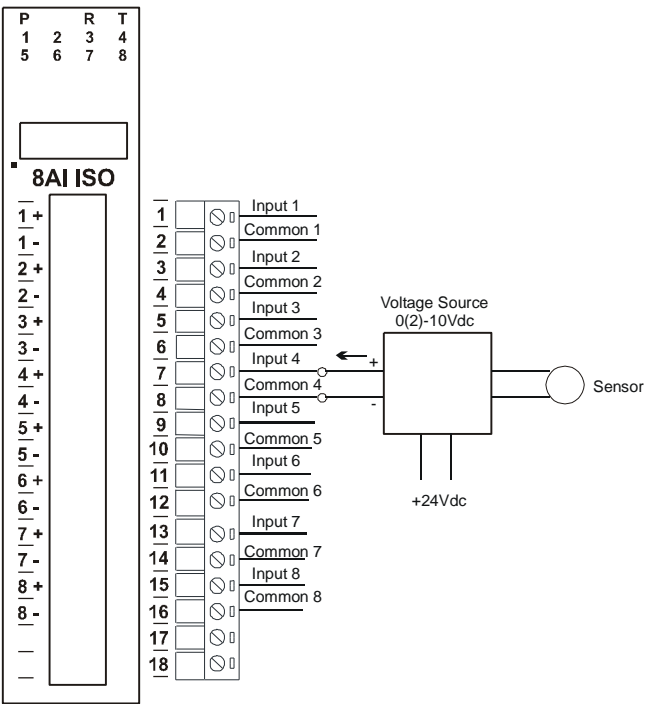 P R T
1 2 3 4
5 6 7 8
8AI ISO
1 +
1 -
2 +
2 -
3 +
3 -
4 +
4 -
5 +
5 -
6 +
6 -
7 +
7 -
8 +
8 -
1 Input 1
2 Common 1
3 Input 2
4 Common 2
5 Input 3
6 Common 3
7 Input 4
8 Common 4
9 Input 5
10 Common 5
11 Input 6
12 Common 6
13 Input 7
14 Common 7
15 Input 8
16 Common 8
17
18
Voltage Source
0(2)-10Vdc
+
-
Sensor
+24Vdc